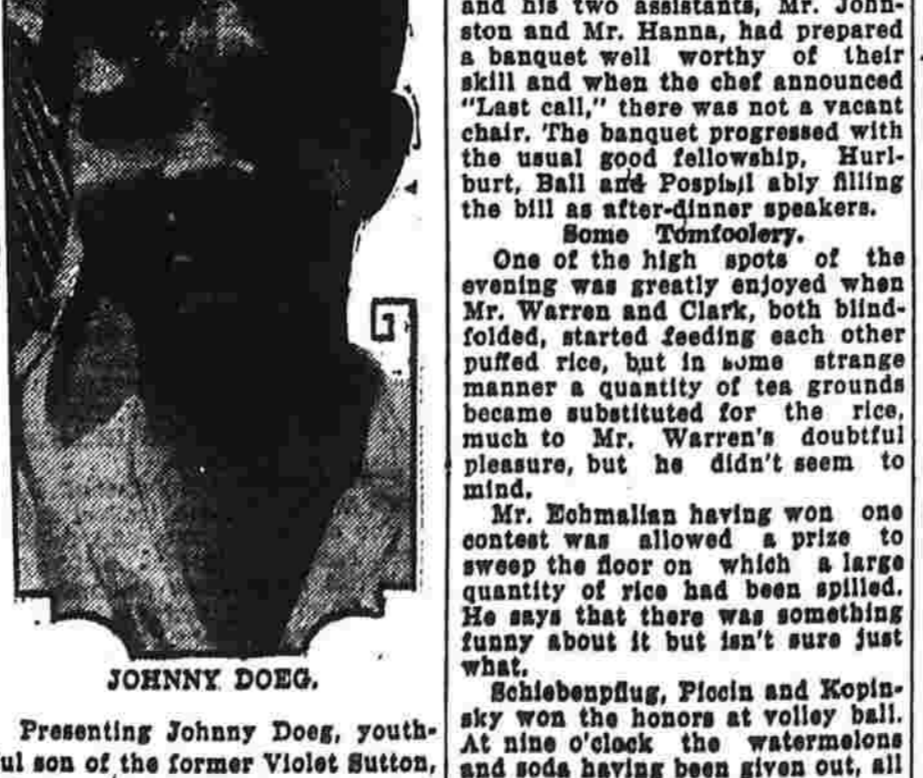 JOHNNY DOEG.
Presenting Johnny Doeg, youth-
ul son of the former Violet Sutton,
and his two assistants, Mr. John-
ston and Mr. Hanna, had prepared
a banquet well worthy of their
skill and when the chef announced
"Last call," there was not a vacant
chair. The banquet progressed with
the usual good fellowship, Hurl-
burt, Ball and Pospisil ably filling
the bill as after-dinner speakers.
Some Tomfoolery.
One of the high spots of the
evening was greatly enjoyed when
Mr. Warren and Clark, both blind-
folded, started feeding each other
puffed rice, but in some strange
manner a quantity of tea grounds
became substituted for the rice,
much to Mr. Warren's doubtful
pleasure, but he didn't seem to
mind.
Mr. Echmalian having won one
contest was allowed a prize to
sweep the floor on which a large
quantity of rice had been spilled.
He says that there was something
funny about it but isn't sure just
what.
Schiebenpflug, Piccin and Kopin-
sky won the honors at volley ball.
At nine o'clock the watermelons
and soda having been given out, all